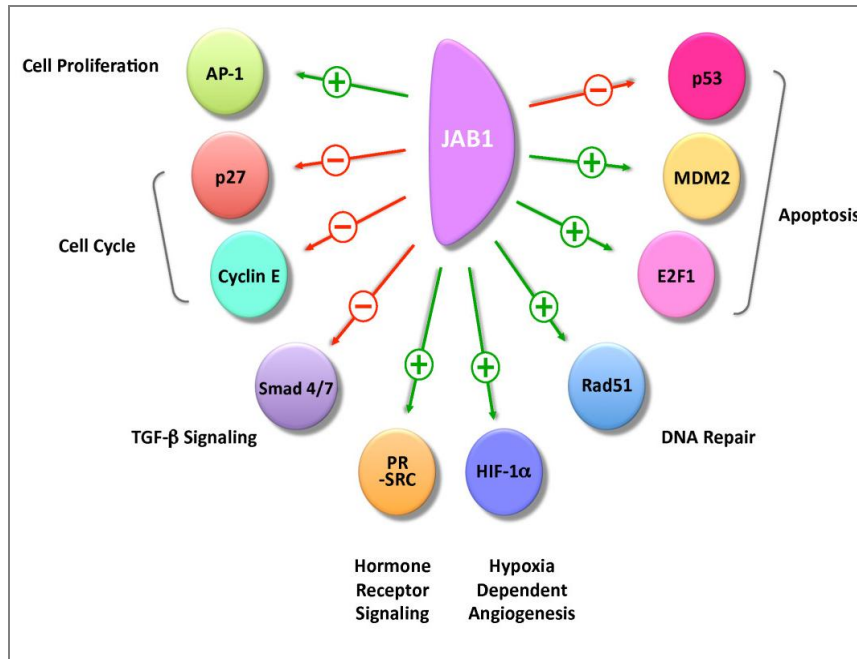 Cell Proliferation
AP-1
+
JAB1
−
p53
p27
−
+
MDM2
Apoptosis
Cell Cycle
Cyclin E
−
+
E2F1
Smad 4/7
−
+
Rad51
TGF-β Signaling
+
+
DNA Repair
PR
-SRC
HIF-1α
Hormone
Receptor
Signaling
Hypoxia
Dependent
Angiogenesis